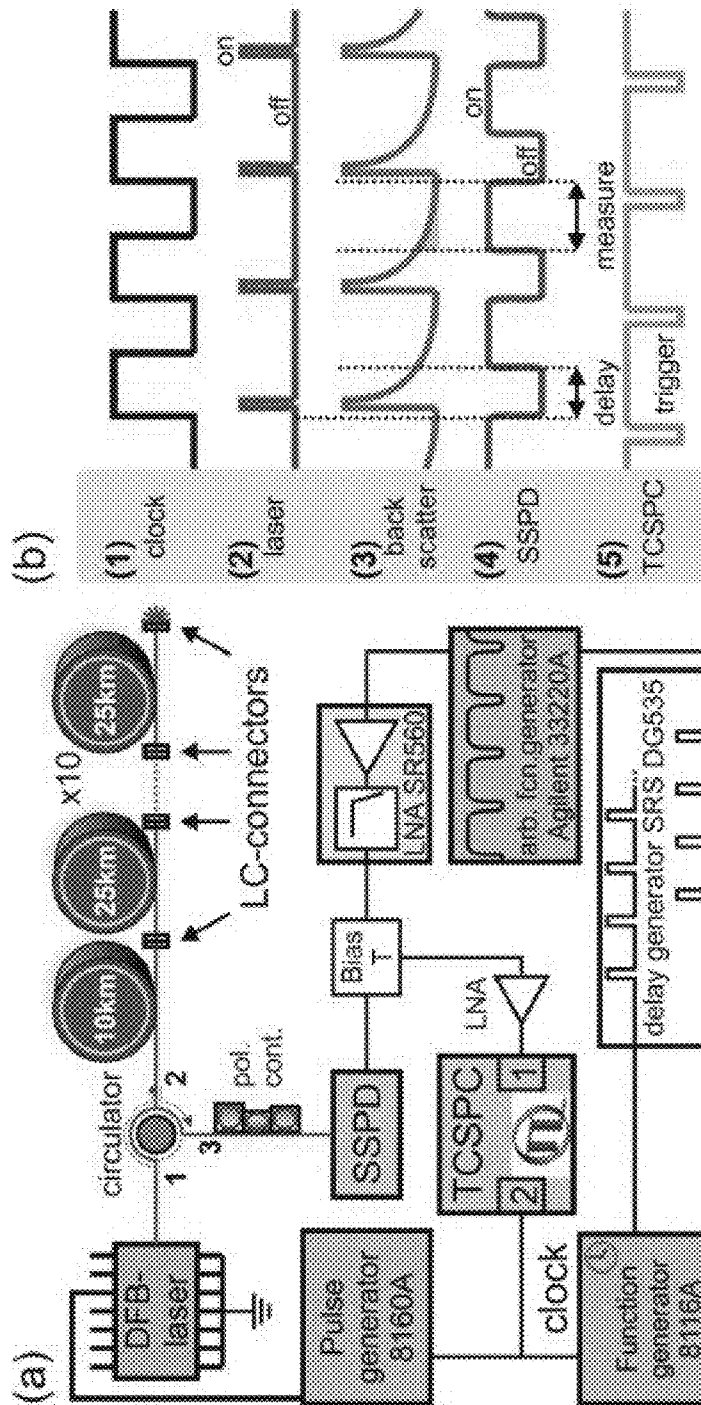 (a)
DFB-
laser
circulator
1
2
3
pol.
cont.
10km
25km
x10
25km
LC-connectors
Pulse
generator
8160A
SSPD
Bias
T
LNA SR560
LNA
TCSPC
2
1
clock
arb. fcn.generator
Agilent 33220A
Function
generator
8116A
delay generator SRS DG535
(b)
(1)
clock
(2)
laser
on
off
(3)
back
scatter
(4)
SSPD
on
off
delay
measure
(5)
TCSPC
trigger